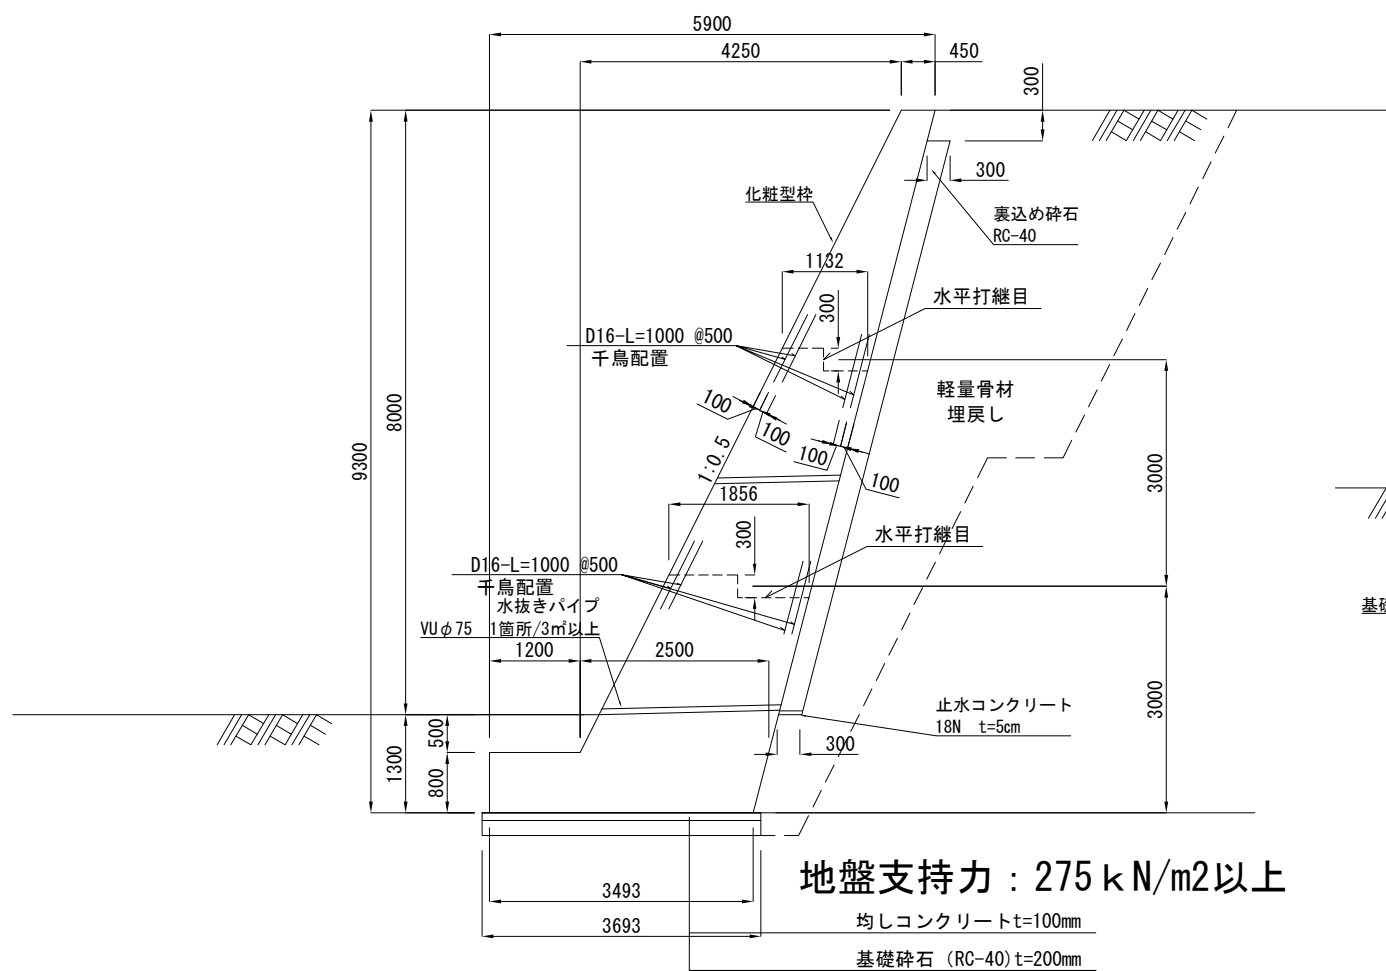 5900
4250
450
300
300
化粧型枠
裏込め砕石
RC-40
1132
300
水平打継目
D16-L=1000 @500
千鳥配置
軽量骨材
埋戻し
100
100
100
100
1:0.5
8000
9300
3000
1856
300
水平打継目
D16-L=1000 @500
千鳥配置
水抜きパイプ
VUφ75 1箇所/3㎡以上
1200
2500
基礎
3000
止水コンクリート
18N t=5cm
300
500
1300
800
地盤支持力：275ｋN/m2以上
3493
均しコンクリートt=100mm
3693
基礎砕石 (RC-40)t=200mm